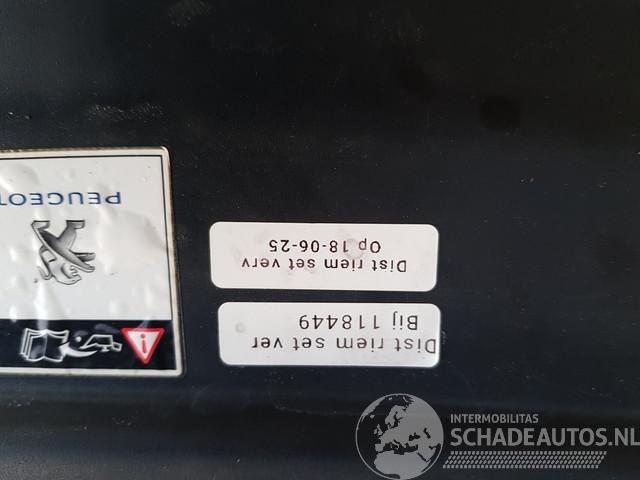 Dist riem set ver
Bij 118449
Dist riem set verv
Op 18-06-25
PEUGEOT
INTERMOBILITAS
SCHADEAUTOS.NL